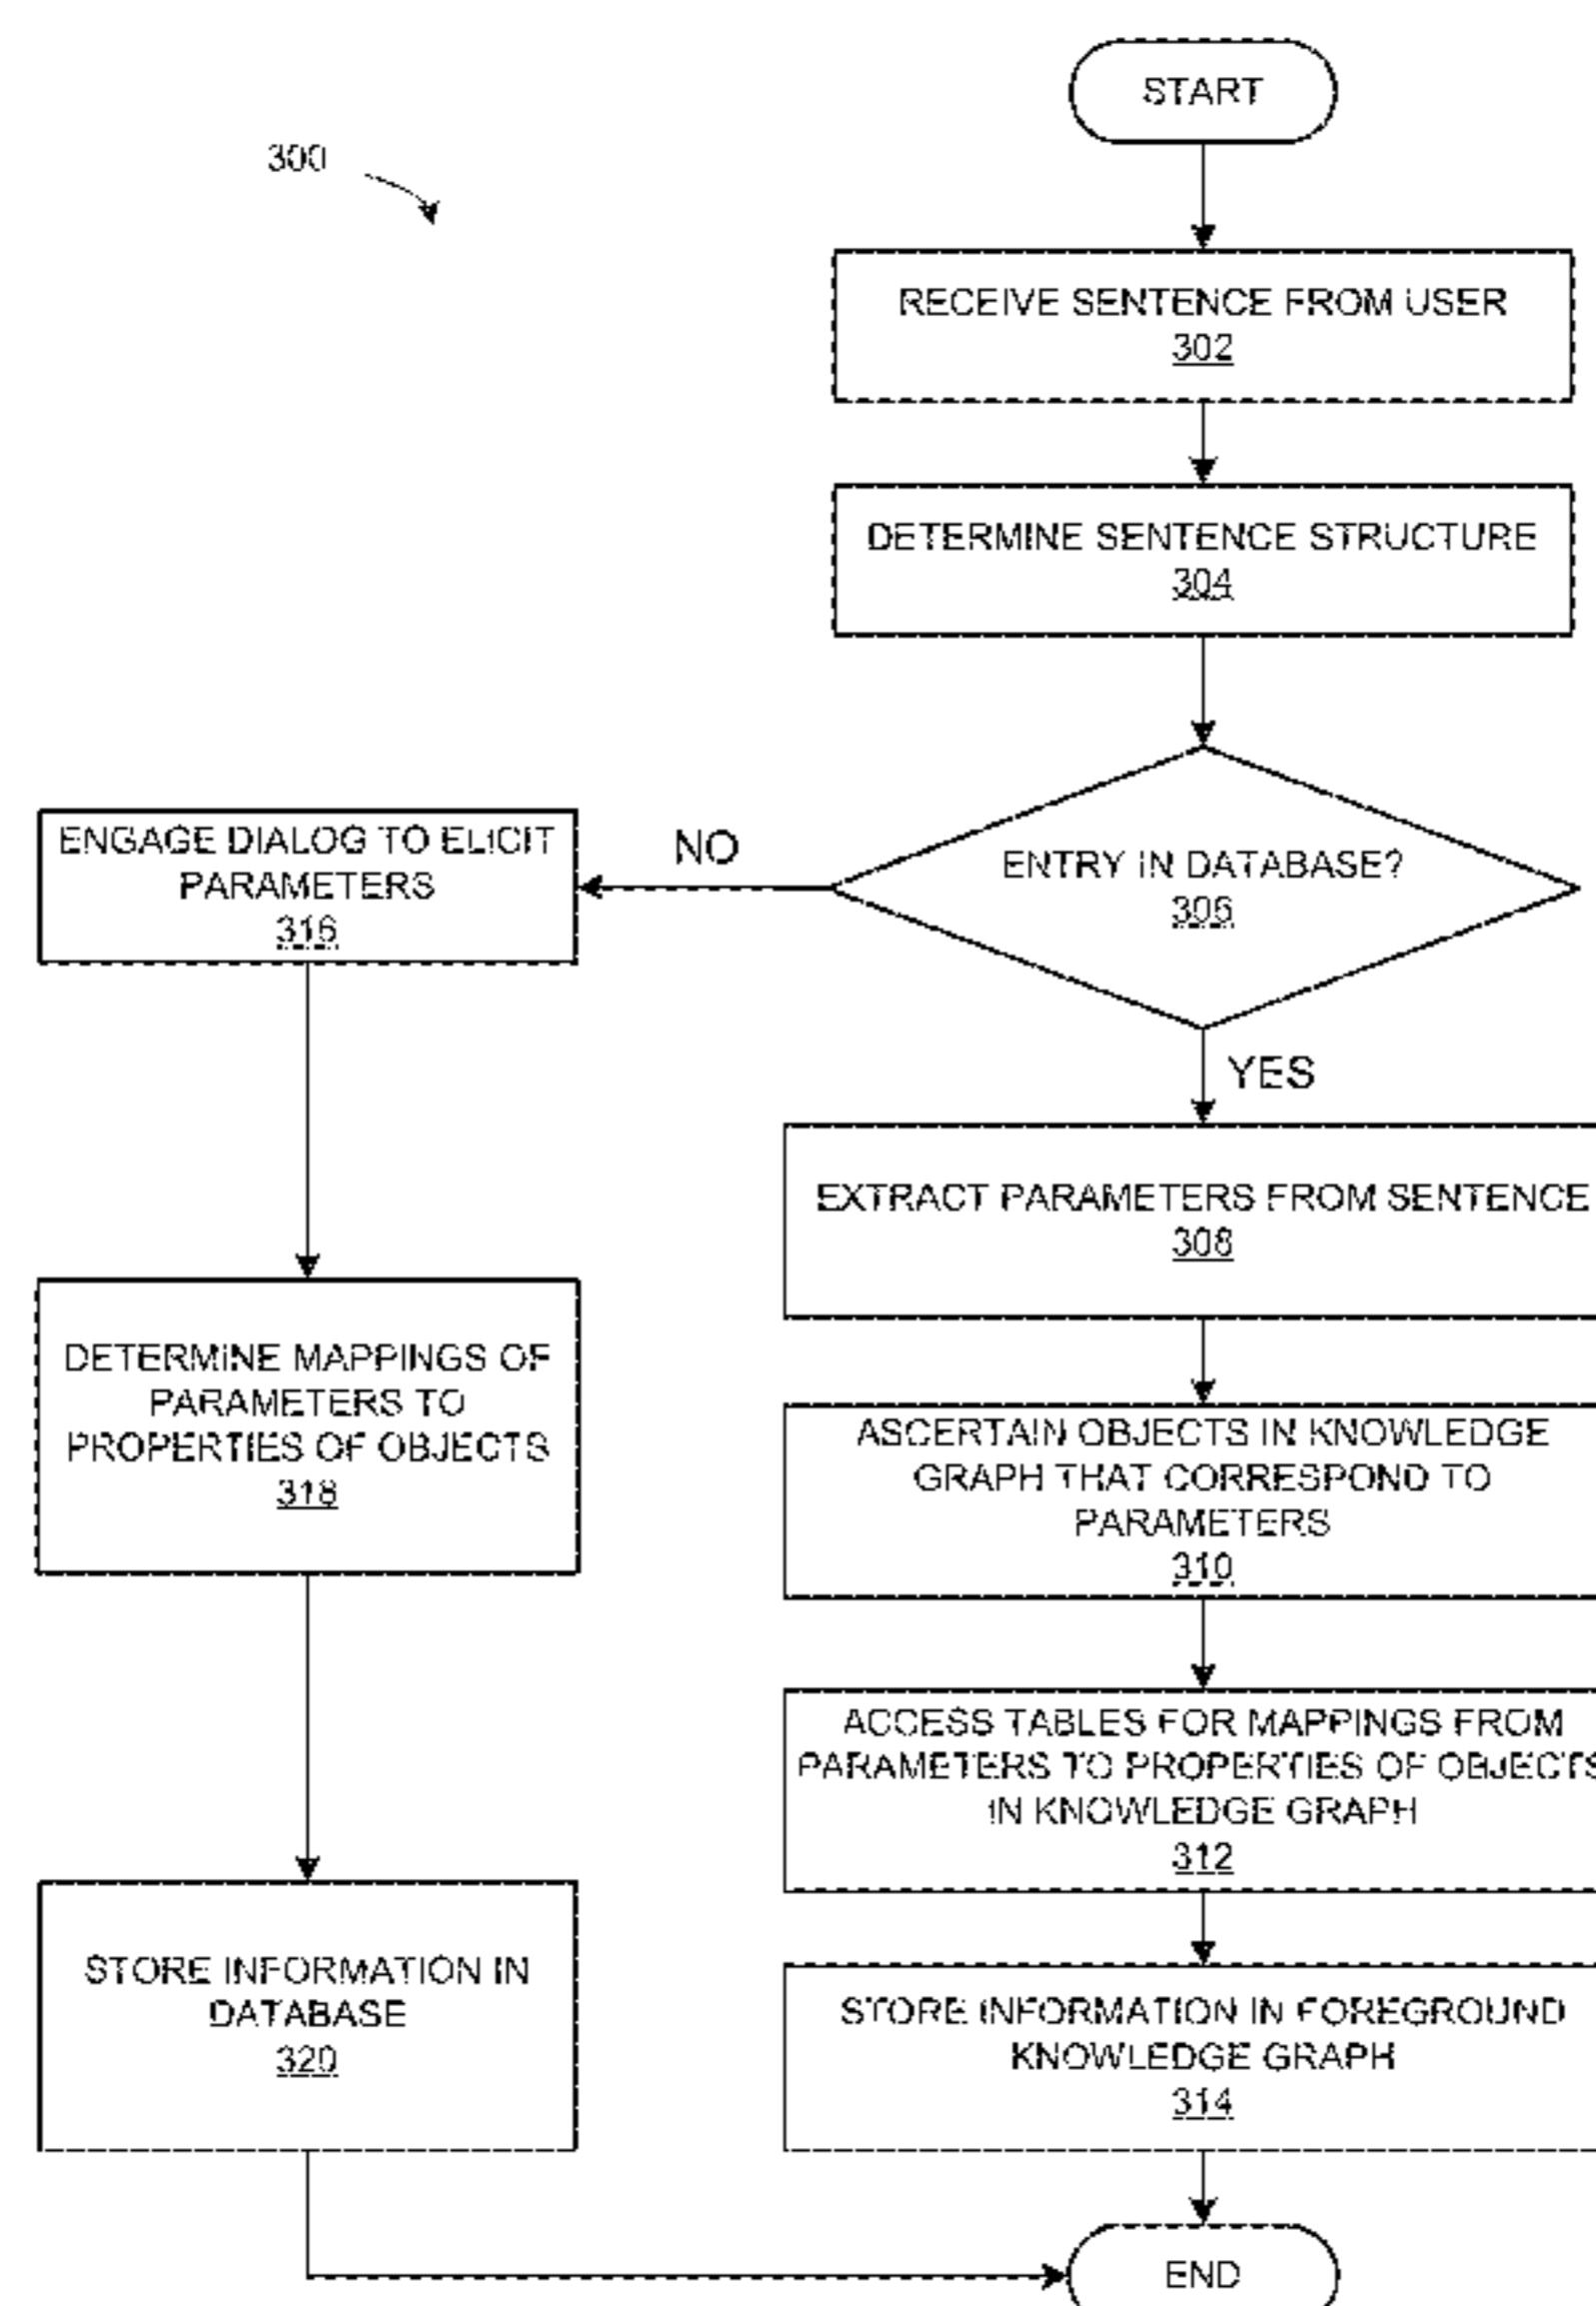 START
300
RECEIVE SENTENCE FROM USER
302
DETERMINE SENTENCE STRUCTURE
304
ENTRY IN DATABASE?
306
NO
YES
ENGAGE DIALOG TO ELICIT
PARAMETERS
316
DETERMINE MAPPINGS OF
PARAMETERS TO
PROPERTIES OF OBJECTS
318
STORE INFORMATION IN
DATABASE
320
EXTRACT PARAMETERS FROM SENTENCE
308
ASCERTAIN OBJECTS IN KNOWLEDGE
GRAPH THAT CORRESPOND TO
PARAMETERS
310
ACCESS TABLES FOR MAPPINGS FROM
PARAMETERS TO PROPERTIES OF OBJECTS
IN KNOWLEDGE GRAPH
312
STORE INFORMATION IN FOREGROUND
KNOWLEDGE GRAPH
314
END